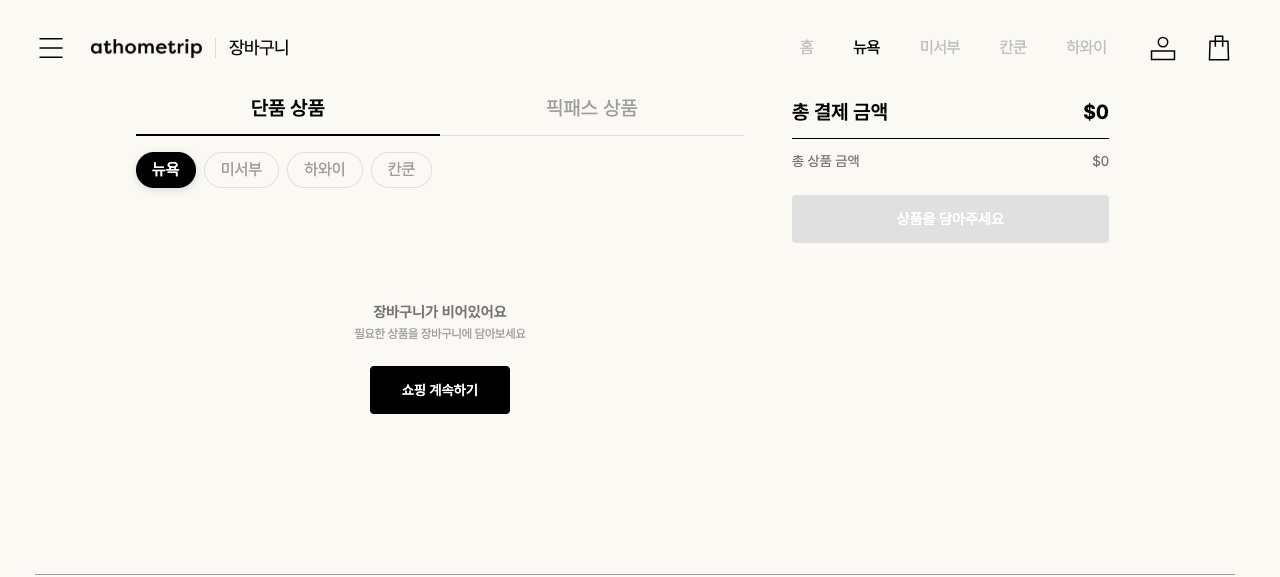 athometrip 장바구니 홈 뉴욕 미서부 칸쿤 하와이
단품 상품 픽패스 상품
뉴욕 미서부 하와이 칸쿤
장바구니가 비어있어요
필요한 상품을 장바구니에 담아보세요
쇼핑 계속하기
총 결제 금액 $0
총 상품 금액 $0
상품을 담아주세요